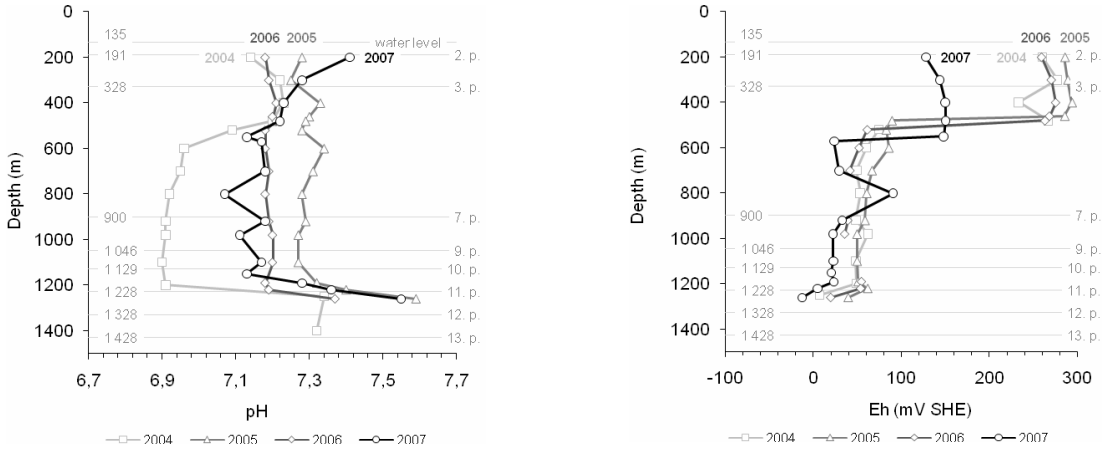 0
200
400
600
800
1000
1200
1400
Depth (m)
135
191
328
900
1 046
1 129
1 228
1 328
1 428
water level
2. p.
3. p.
7. p.
9. p.
10. p.
11. p.
12. p.
13. p.
2006 2005
2004
2007
6,7 6,9 7,1 7,3 7,5 7,7
pH
2004 2005 2006 2007
0
200
400
600
800
1000
1200
1400
Depth (m)
135
191
328
900
1 046
1 129
1 228
1 328
1 428
2. p.
3. p.
7. p.
9. p.
10. p.
11. p.
12. p.
13. p.
2006 2005
2007 2004
-100 0 100 200 300
Eh (mV SHE)
2004 2005 2006 2007